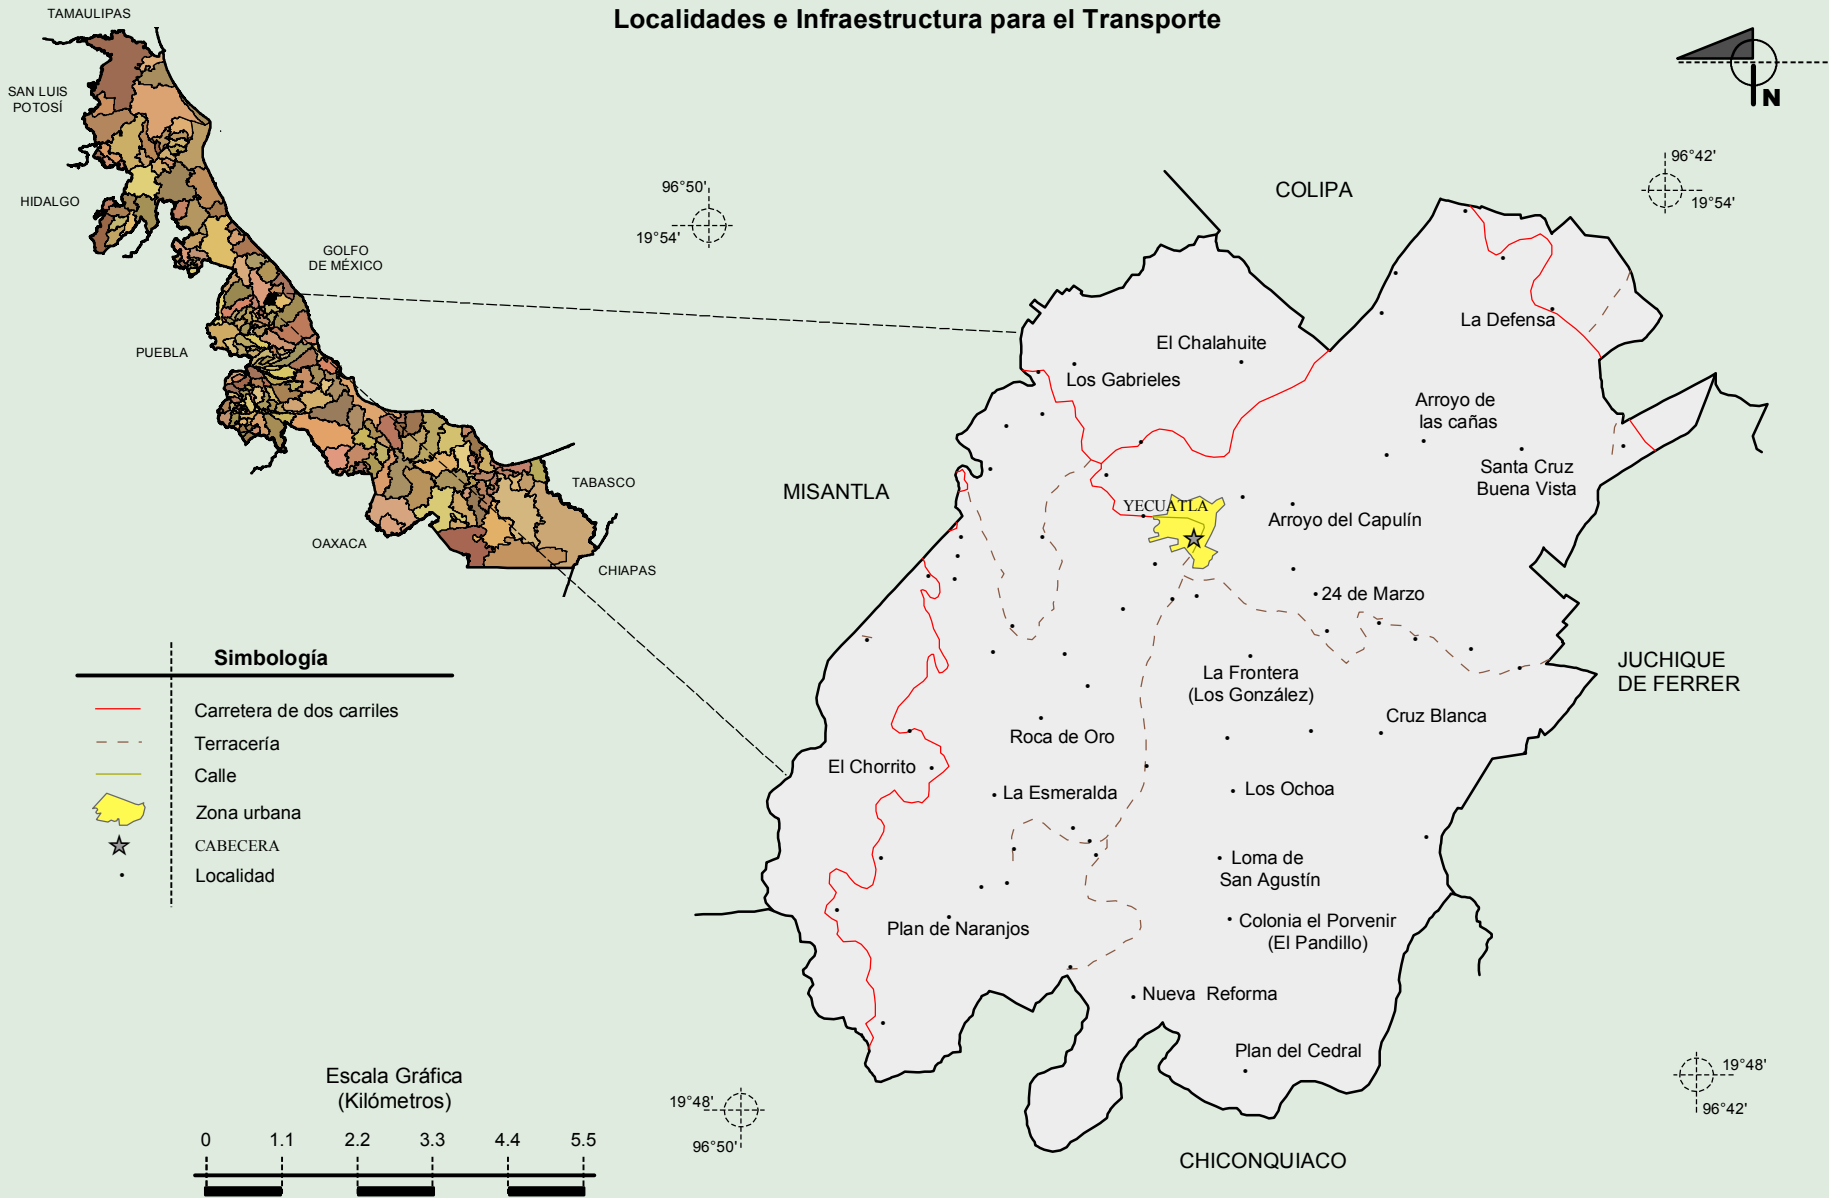 Localidades e Infraestructura para el Transporte
TAMAULIPAS
SAN LUIS
POTOSÍ
HIDALGO
GOLFO
DE MÉXICO
PUEBLA
TABASCO
OAXACA
CHIAPAS
N
96°50'
19°54'
96°42'
19°54'
COLIPA
La Defensa
El Chalahuite
Los Gabrieles
Arroyo de
las cañas
Santa Cruz
Buena Vista
MISANTLA
YECUATLA
Arroyo del Capulín
24 de Marzo
JUCHIQUE
DE FERRER
La Frontera
(Los González)
Cruz Blanca
Roca de Oro
El Chorrito
La Esmeralda
Los Ochoa
Loma de
San Agustín
Plan de Naranjos
Colonia el Porvenir
(El Pandillo)
Nueva Reforma
Plan del Cedral
CHICONQUIACO
19°48'
96°50'
19°48'
96°42'
Simbología
Carretera de dos carriles
Terracería
Calle
Zona urbana
CABECERA
Localidad
Escala Gráfica
(Kilómetros)
0 1.1 2.2 3.3 4.4 5.5